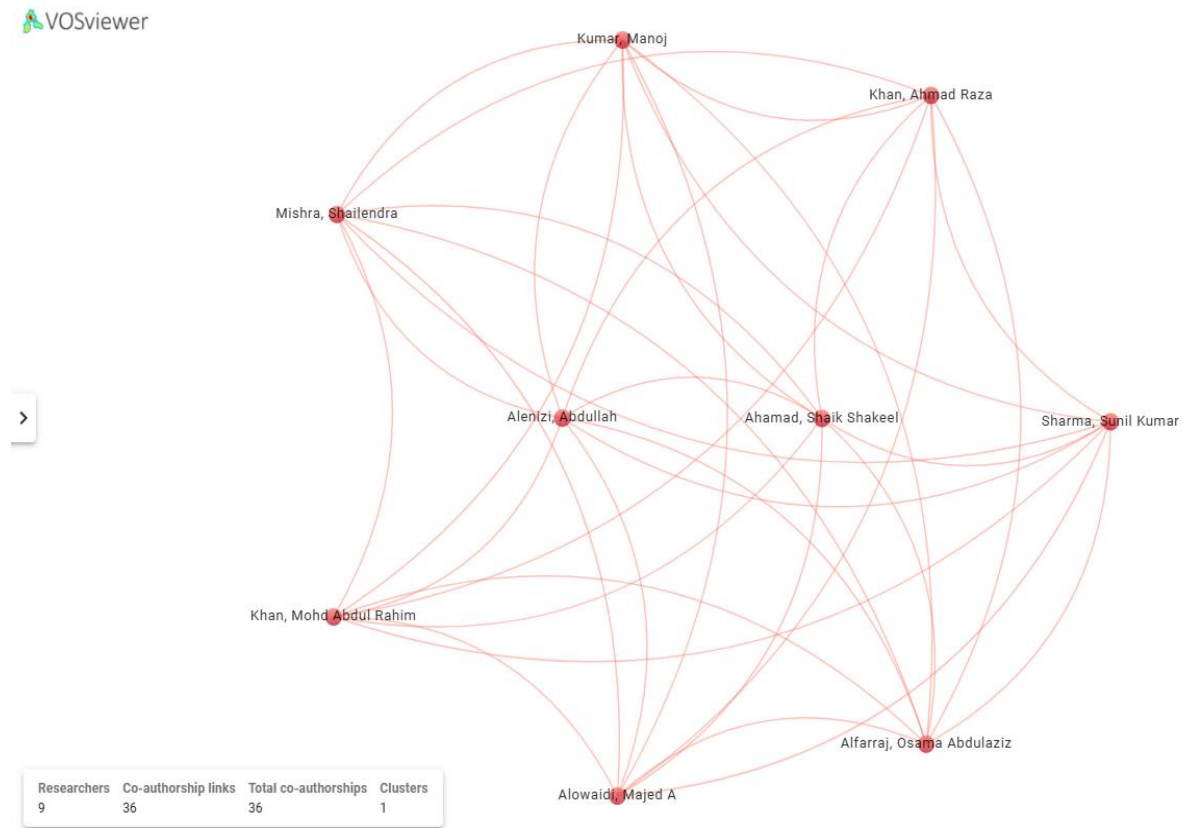 VOSviewer
Kumar, Manoj
Khan, Ahmad Raza
Mishra, Shailendra
Alenizi, Abdullah
Ahamad, Shaik Shakeel
Sharma, Sunil Kumar
Khan, Mohd Abdul Rahim
Alfarraj, Osama Abdulaziz
Alowaidi, Majed A
Researchers Co-authorship links Total co-authorships Clusters
9 36 36 1